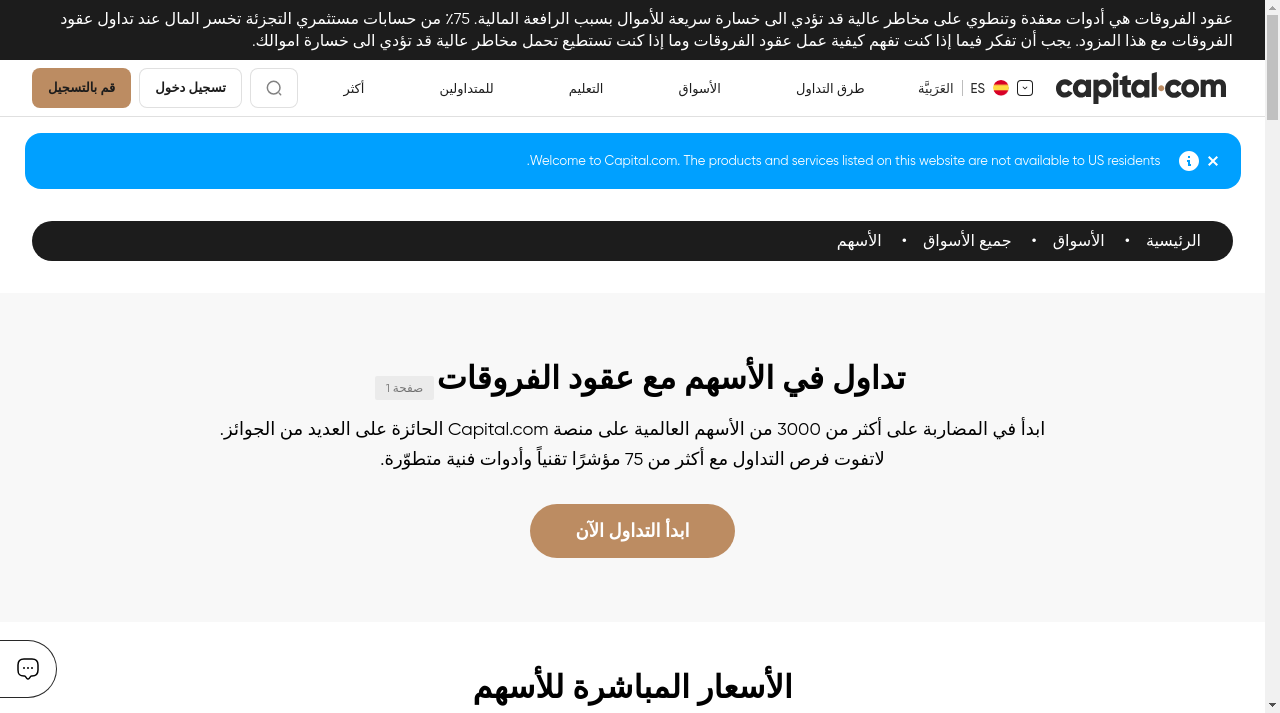 عقود الفروقات هي أدوات معقدة وتنطوي على مخاطر عالية قد تؤدي الى خسارة سريعة للأموال بسبب الرافعة المالية. 75٪ من حسابات مستثمري التجزئة تخسر المال عند تداول عقود
الفروقات مع هذا المزود. يجب أن تفكر فيما إذا كنت تفهم كيفية عمل عقود الفروقات وما إذا كنت تستطيع تحمل مخاطر عالية قد تؤدي الى خسارة اموالك.
capital.com
ES العَرَبيَّة
طرق التداول
الأسواق
التعليم
للمتداولين
أكثر
تسجيل دخول
قم بالتسجيل
.Welcome to Capital.com. The products and services listed on this website are not available to US residents
الرئيسية • الأسواق • جميع الأسواق • الأسهم
تداول في الأسهم مع عقود الفروقات صفحة 1
ابدأ في المضاربة على أكثر من 3000 من الأسهم العالمية على منصة Capital.com الحائزة على العديد من الجوائز.
لاتفوت فرص التداول مع أكثر من 75 مؤشرًا تقنياً وأدوات فنية متطوّرة.
ابدأ التداول الآن
الأسعار المباشرة للأسهم